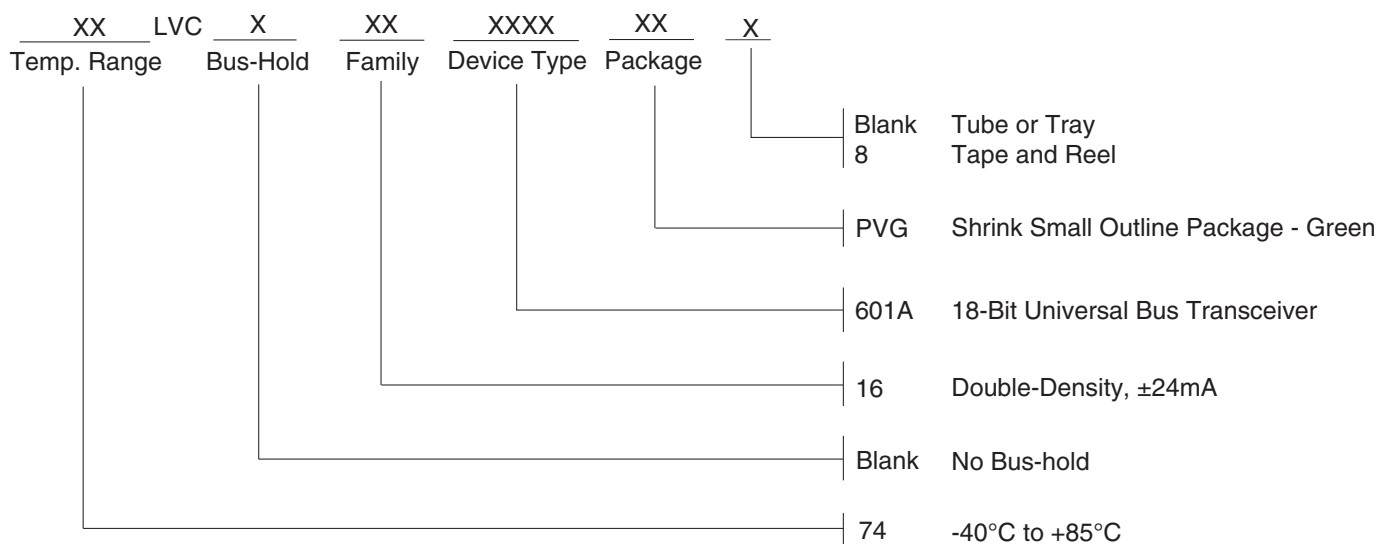 XX LVC X XX XXXX XX X
Temp. Range Bus-Hold Family Device Type Package
Blank Tube or Tray
8 Tape and Reel
PVG Shrink Small Outline Package - Green
601A 18-Bit Universal Bus Transceiver
16 Double-Density, ±24mA
Blank No Bus-hold
74 -40°C to +85°C